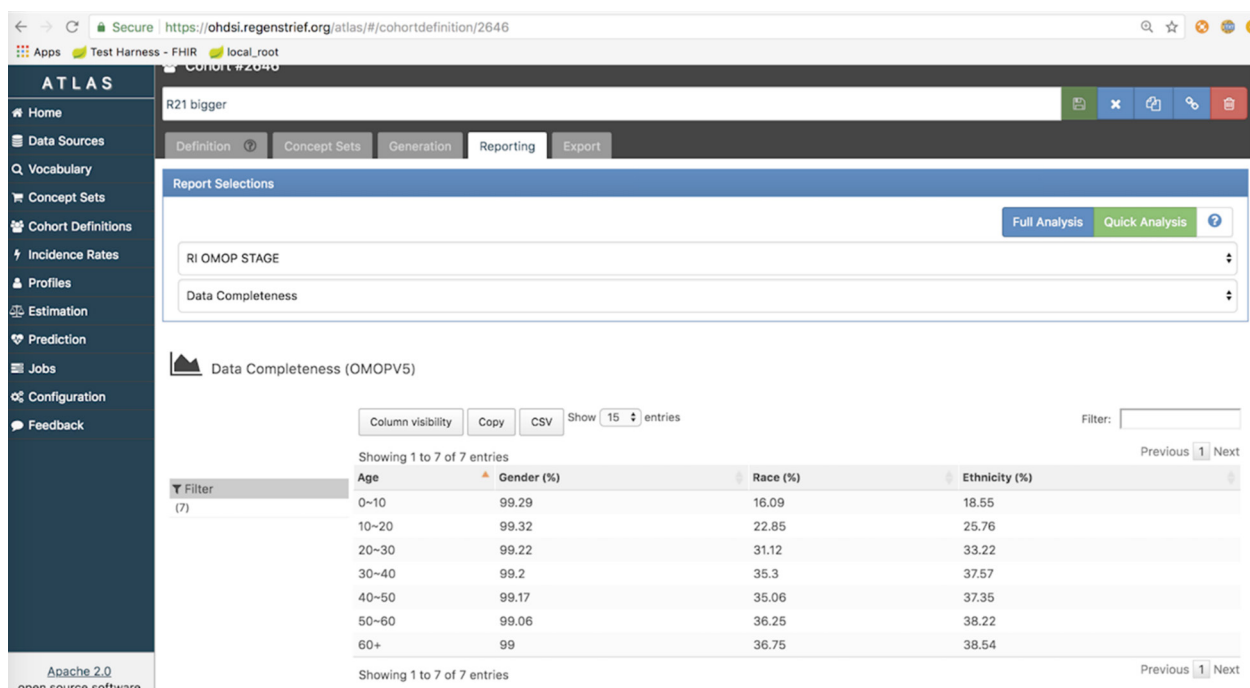 Secure https://ohdsi.regenstrief.org/atlas/#/cohortdefinition/2646
Apps Test Harness - FHIR local_root
ATLAS
Home
Data Sources
Vocabulary
Concept Sets
Cohort Definitions
Incidence Rates
Profiles
Estimation
Prediction
Jobs
Configuration
Feedback
Apache 2.0
open source software
Cohort #2646
R21 bigger
Definition Concept Sets Generation Reporting Export
Report Selections
Full Analysis Quick Analysis
RI OMOP STAGE
Data Completeness
Data Completeness (OMOPV5)
Column visibility Copy CSV Show 15 entries Filter:
Showing 1 to 7 of 7 entries Previous 1 Next
Filter
(7)
Age Gender (%) Race (%) Ethnicity (%)
0~10 99.29 16.09 18.55
10~20 99.32 22.85 25.76
20~30 99.22 31.12 33.22
30~40 99.2 35.3 37.57
40~50 99.17 35.06 37.35
50~60 99.06 36.25 38.22
60+ 99 36.75 38.54
Showing 1 to 7 of 7 entries Previous 1 Next